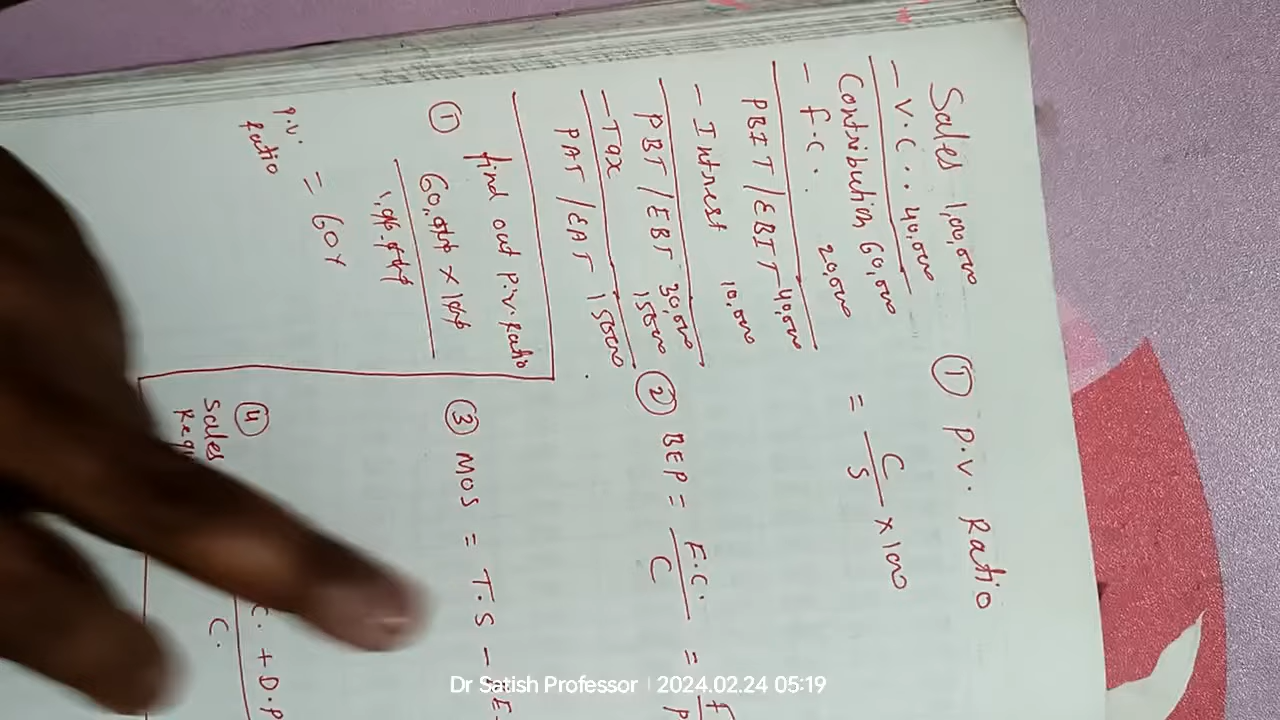 Sales 1,00,000
- V.C.. 40,000
Contribution 60,000
- F.C. 20,000
PBIT/EBIT 40,000
- Intrest 10,000
PBT/EBT 30,000
- Tax 15000
PAT/EAT 15000
① P.V. Ratio
= C/S × 100
② BEP = F.C./C =
③ MOS = T.S -
④ Sales
C. + D.P
C.
① find out P.V. Ratio
60,000 × 100
1,00,000
P.V. Ratio = 60%
Dr Satish Professor | 2024.02.24 05:19